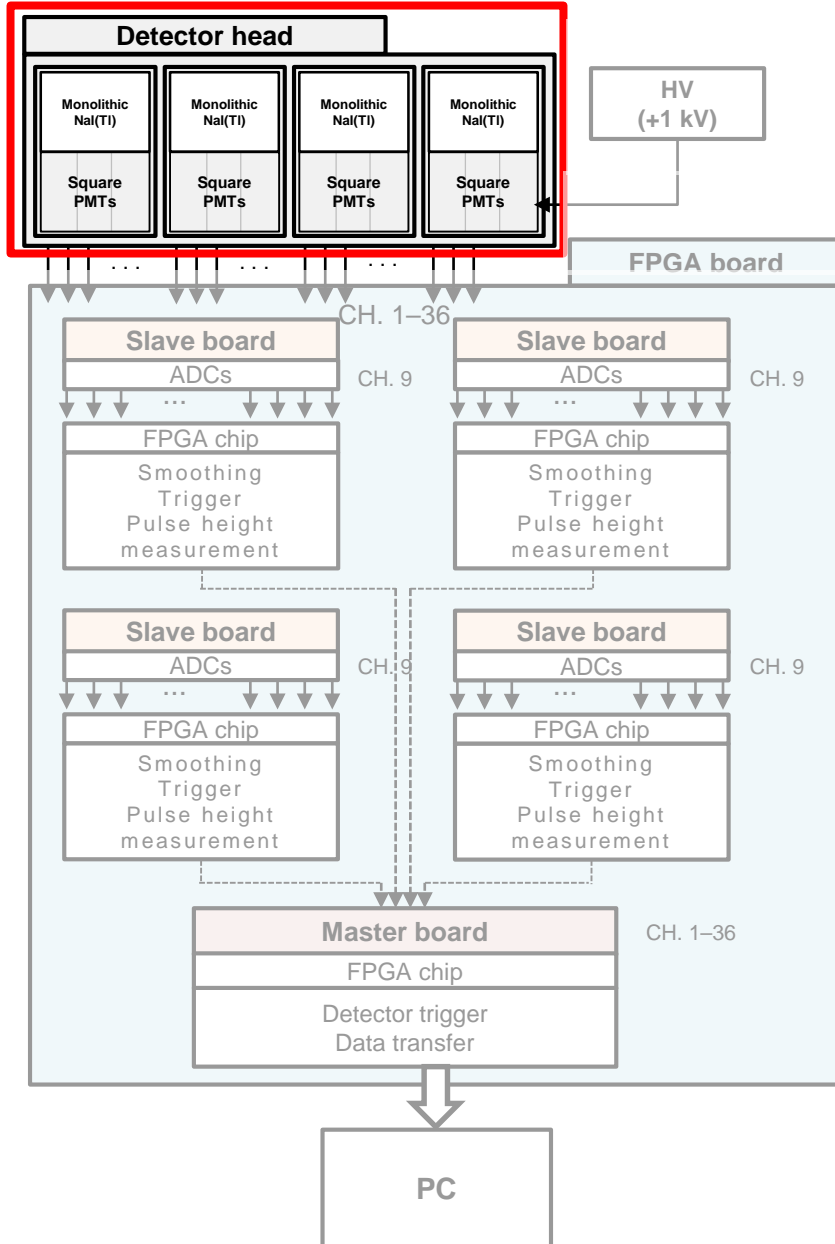 Detector head
Monolithic
NaI(Tl)
Square
PMTs
Monolithic
NaI(Tl)
Square
PMTs
Monolithic
NaI(Tl)
Square
PMTs
Monolithic
NaI(Tl)
Square
PMTs
HV
(+1 kV)
. . .
. . .
. . .
FPGA board
CH. 1–36
Slave board
ADCs
CH. 9
...
FPGA chip
Smoothing
Trigger
Pulse height
measurement
Slave board
ADCs
CH. 9
...
FPGA chip
Smoothing
Trigger
Pulse height
measurement
Slave board
ADCs
CH. 9
...
FPGA chip
Smoothing
Trigger
Pulse height
measurement
Slave board
ADCs
CH. 9
...
FPGA chip
Smoothing
Trigger
Pulse height
measurement
Master board
CH. 1–36
FPGA chip
Detector trigger
Data transfer
PC